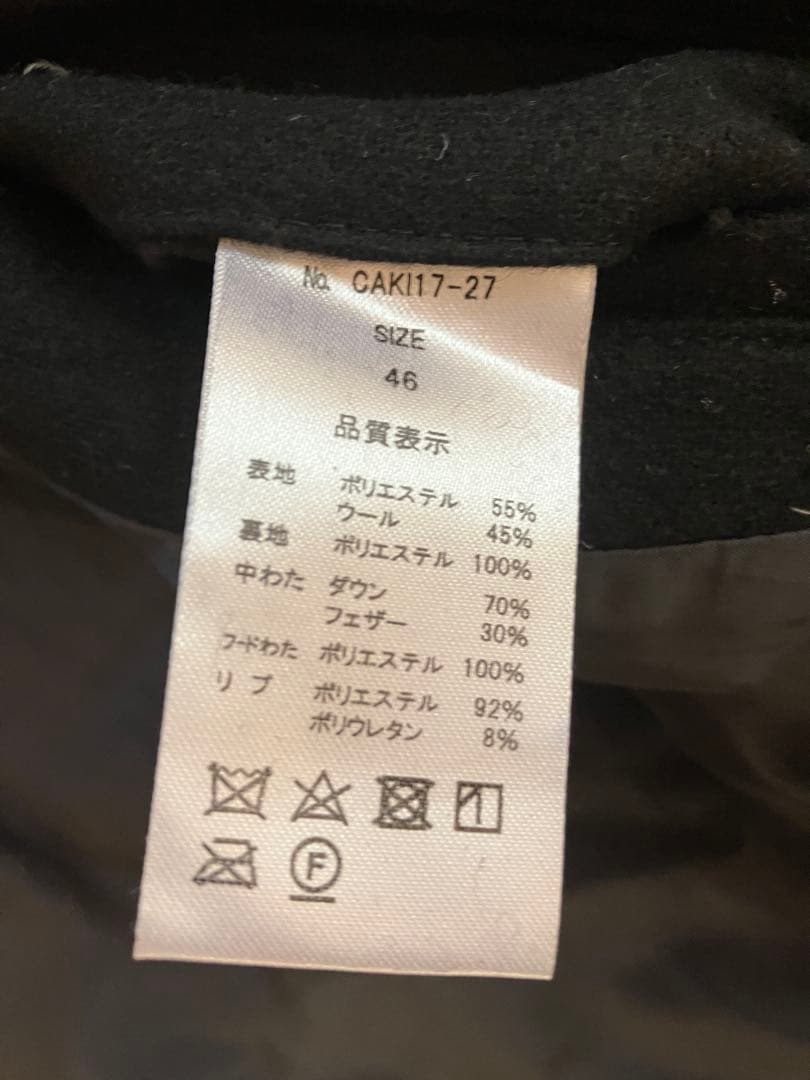 No. CAKI17-27
SIZE
46
品質表示
表地 ポリエステル 55%
ウール 45%
裏地 ポリエステル 100%
中わた ダウン 70%
フェザー 30%
フードわた ポリエステル 100%
リブ ポリエステル 92%
ポリウレタン 8%
F